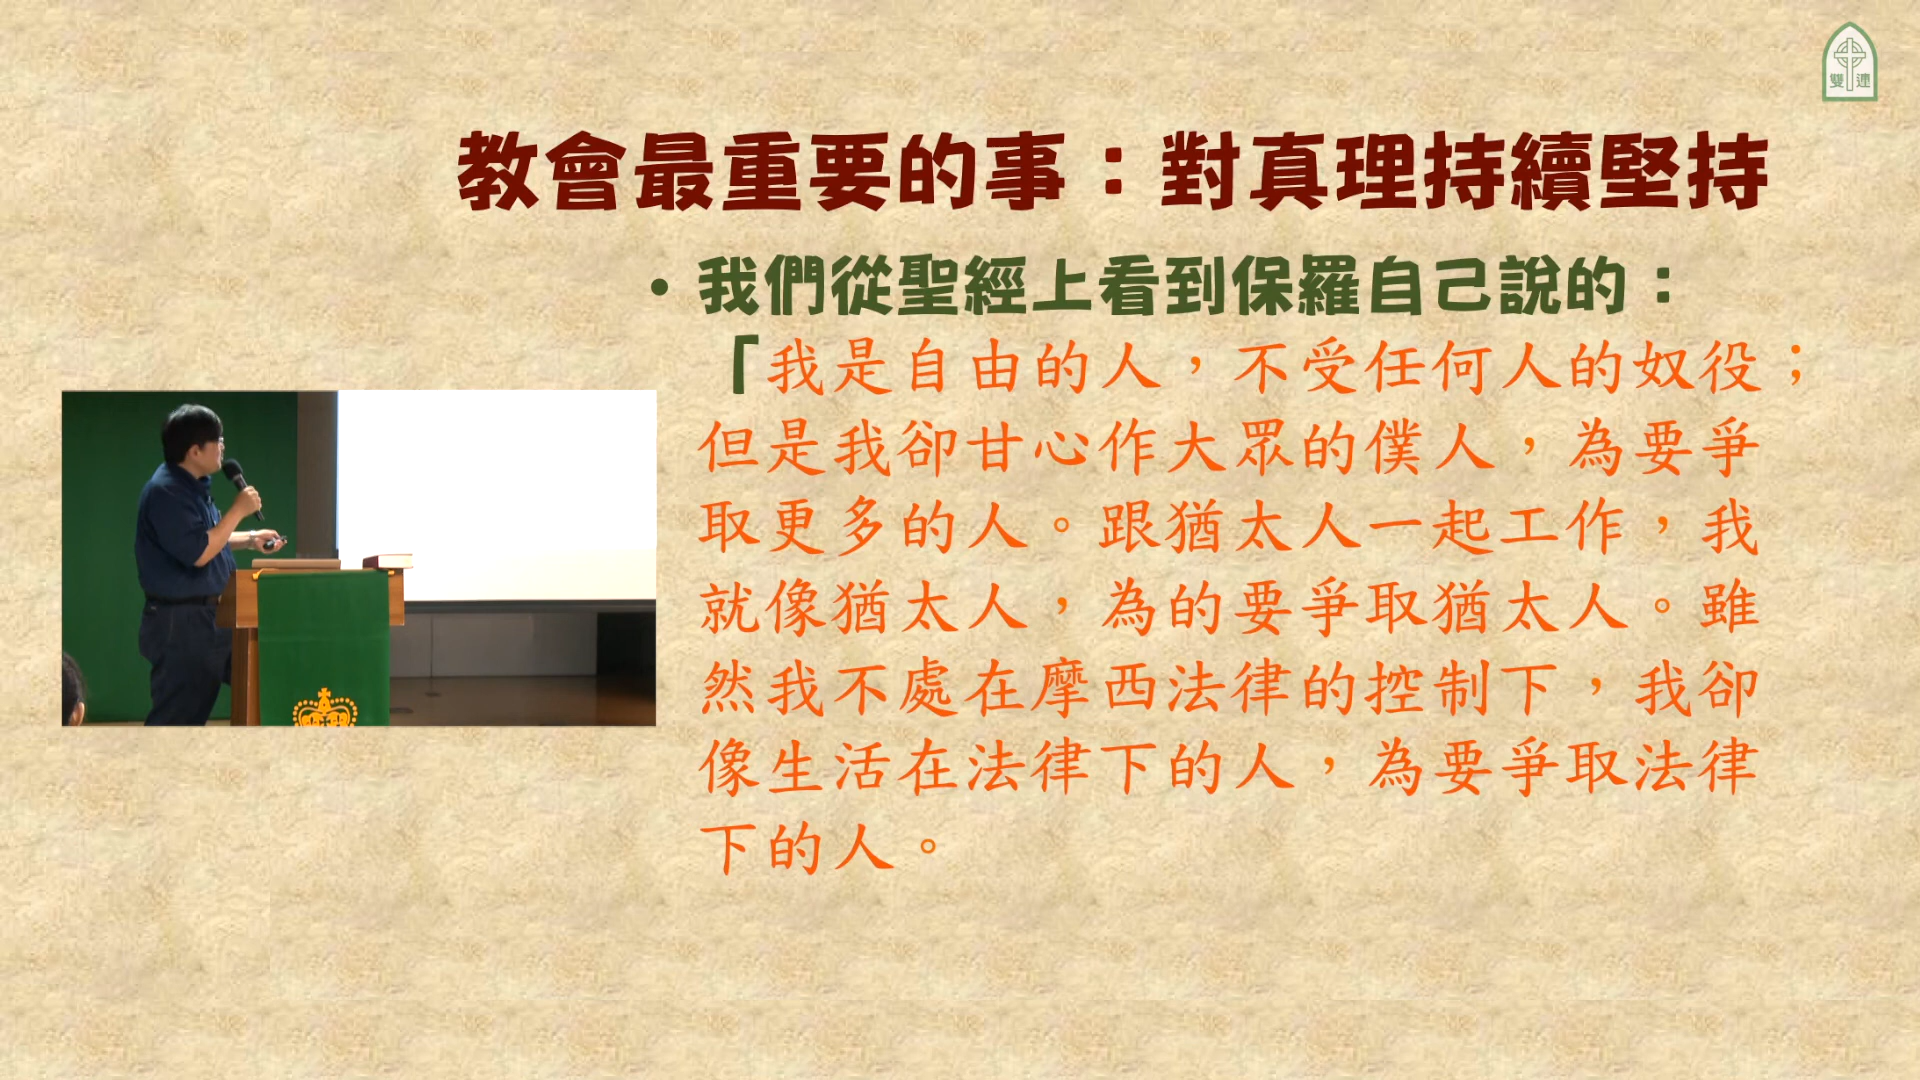 雙連
教會最重要的事：對真理持續堅持
•我們從聖經上看到保羅自己說的：
「我是自由的人，不受任何人的奴役；
但是我卻甘心作大眾的僕人，為要爭
取更多的人。跟猶太人一起工作，我
就像猶太人，為的要爭取猶太人。雖
然我不處在摩西法律的控制下，我卻
像生活在法律下的人，為要爭取法律
下的人。